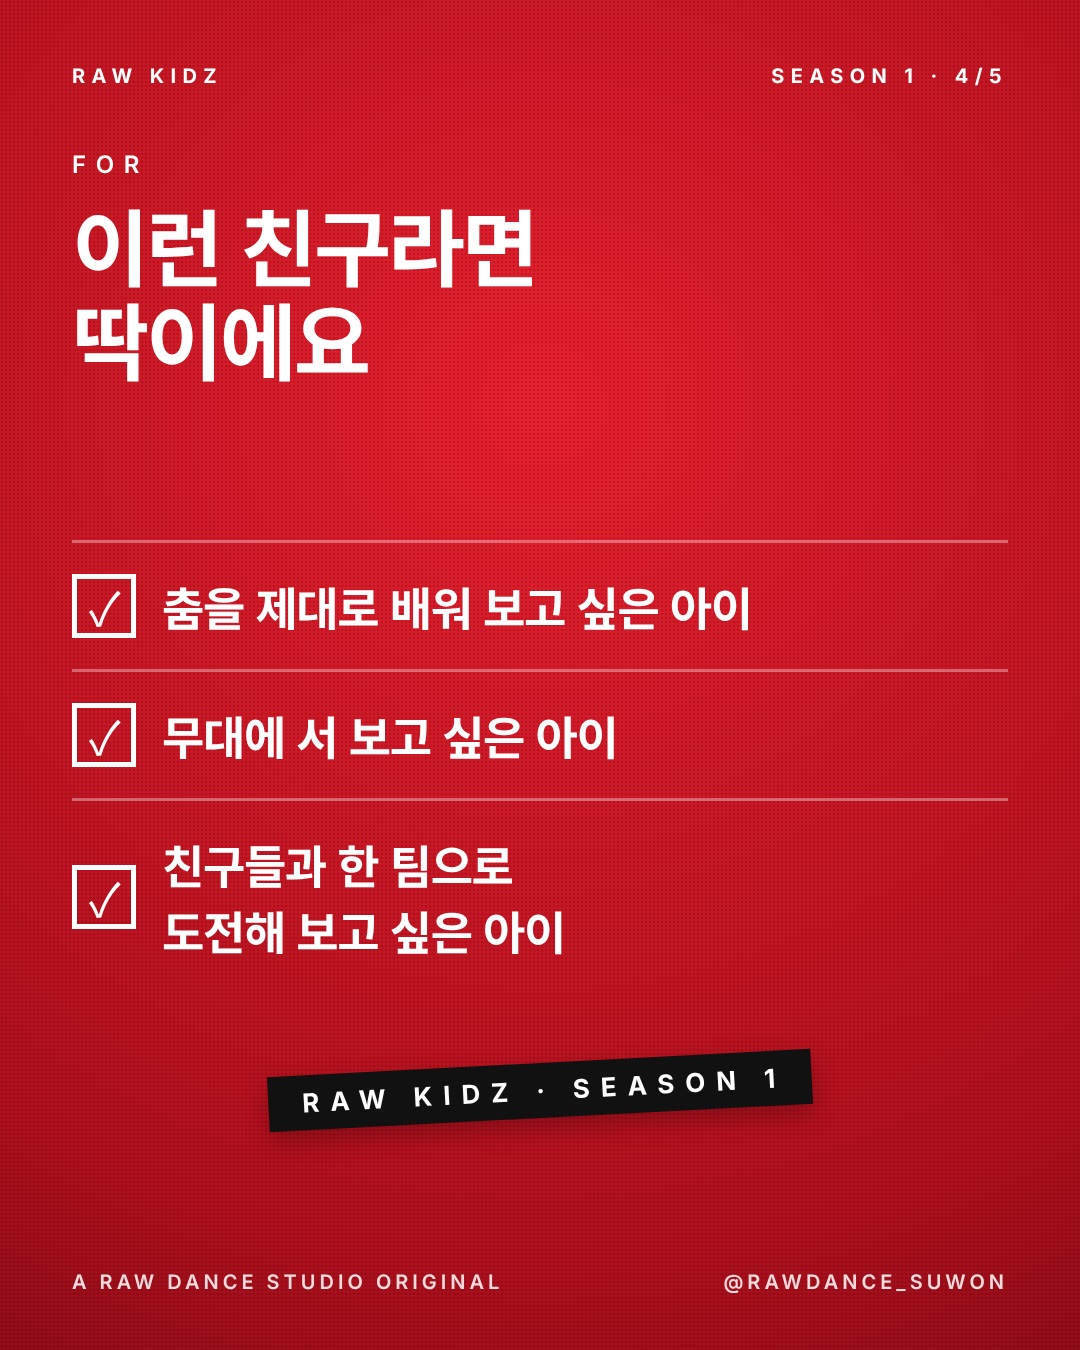 RAW KIDZ
SEASON 1 · 4/5
FOR
이런 친구라면
딱이에요
✓ 춤을 제대로 배워 보고 싶은 아이
✓ 무대에 서 보고 싶은 아이
✓ 친구들과 한 팀으로
도전해 보고 싶은 아이
RAW KIDZ · SEASON 1
A RAW DANCE STUDIO ORIGINAL
@RAWDANCE_SUWON